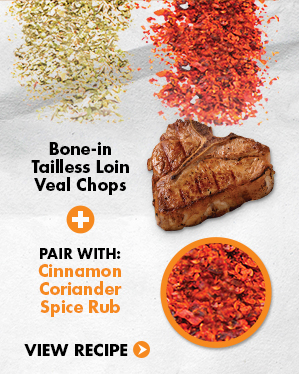 Bone-in
Tailless Loin
Veal Chops
+
PAIR WITH:
Cinnamon
Coriander
Spice Rub
VIEW RECIPE